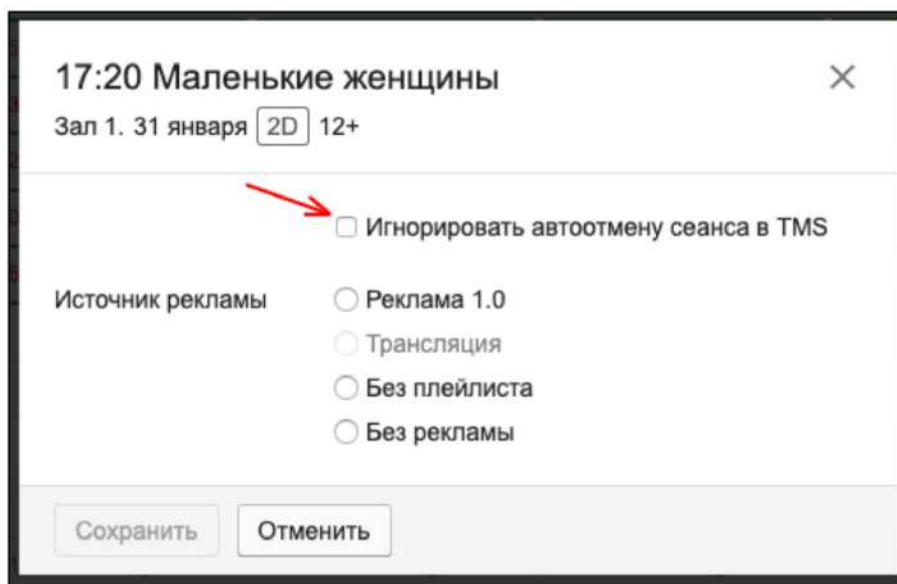 17:20 Маленькие женщины
Зал 1. 31 января 2D 12+
Игнорировать автоотмену сеанса в TMS
Источник рекламы Реклама 1.0
Трансляция
Без плейлиста
Без рекламы
Сохранить Отменить